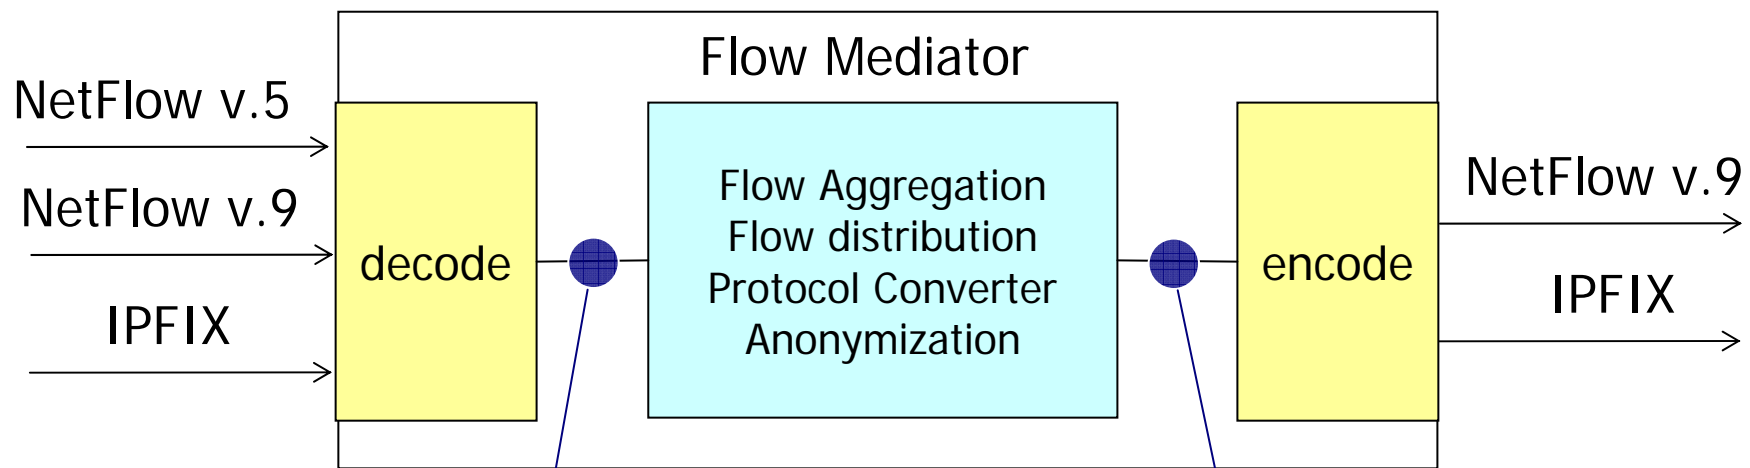 Flow Mediator
NetFlow v.5
NetFlow v.9
IPFIX
decode
Flow Aggregation
Flow distribution
Protocol Converter
Anonymization
encode
NetFlow v.9
IPFIX